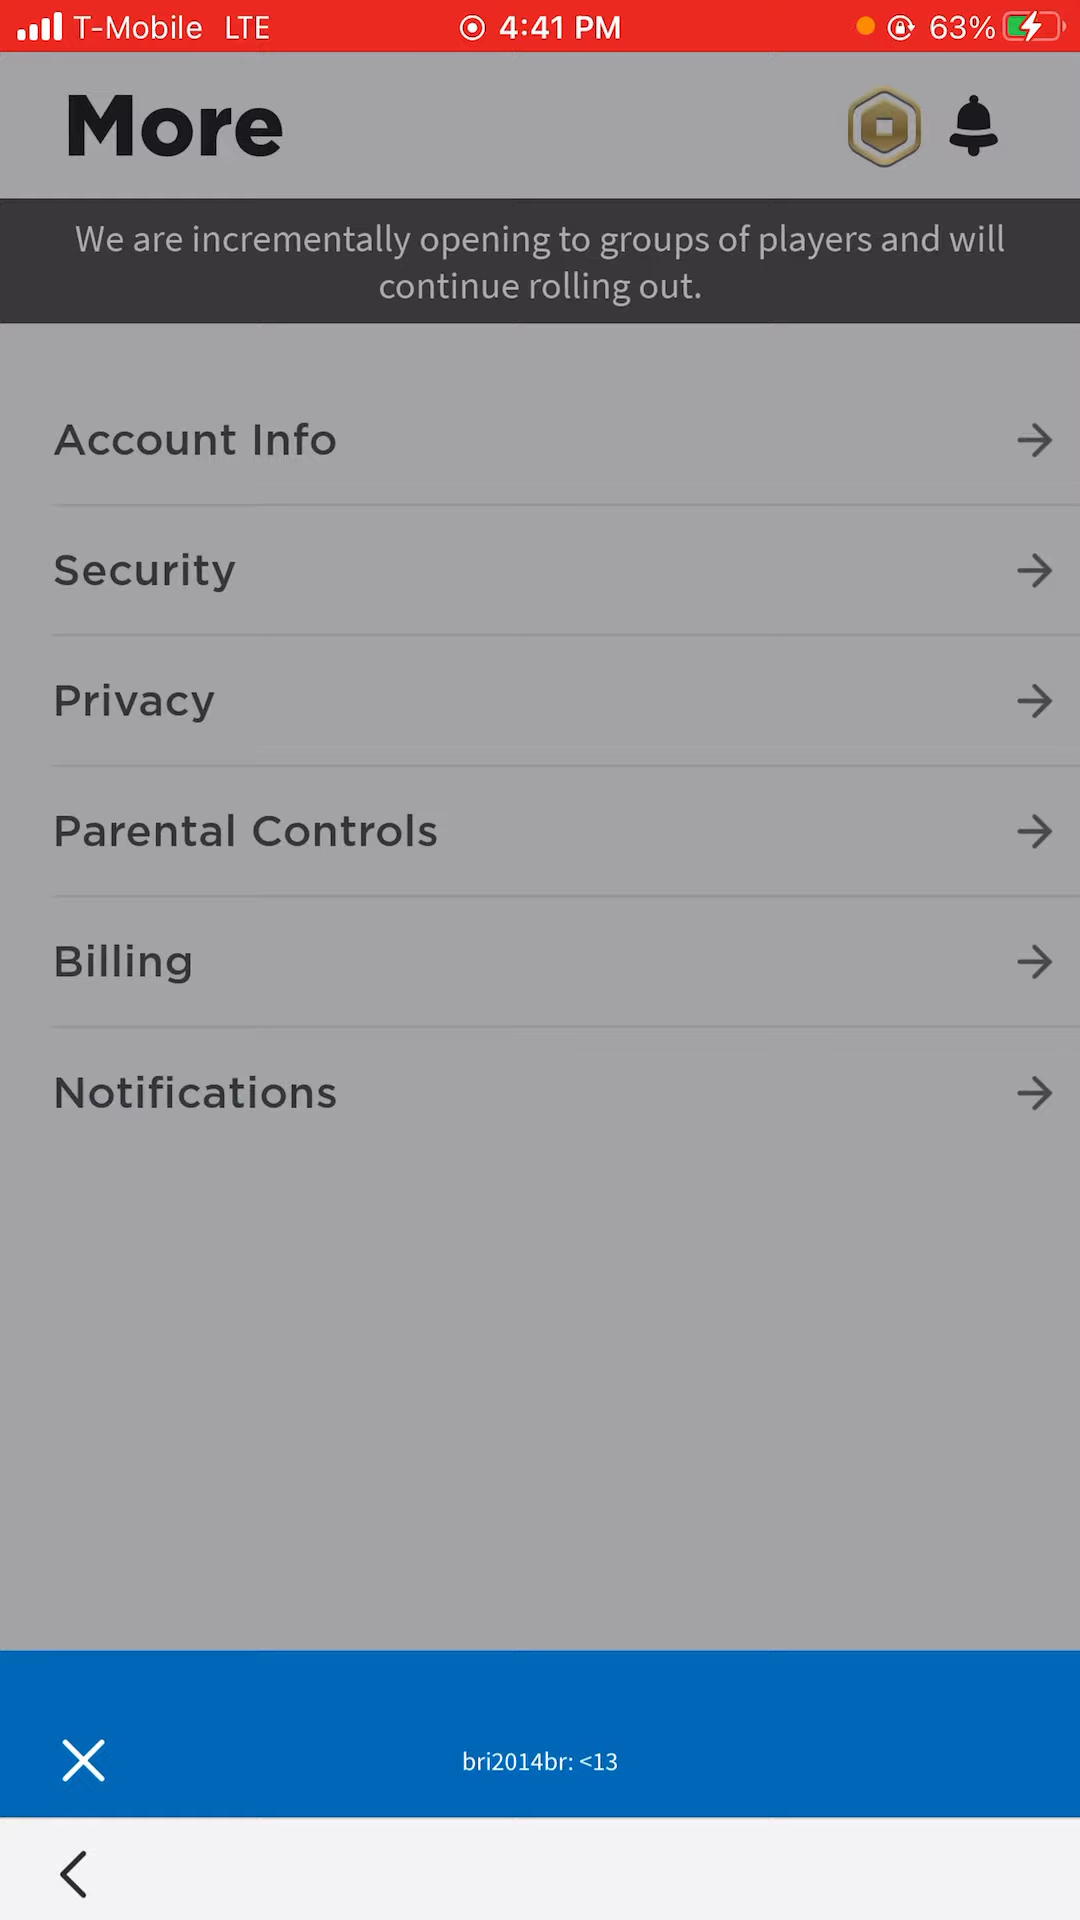 T-Mobile LTE 4:41 PM 63%
More
We are incrementally opening to groups of players and will
continue rolling out.
Account Info
Security
Privacy
Parental Controls
Billing
Notifications
bri2014br: <13